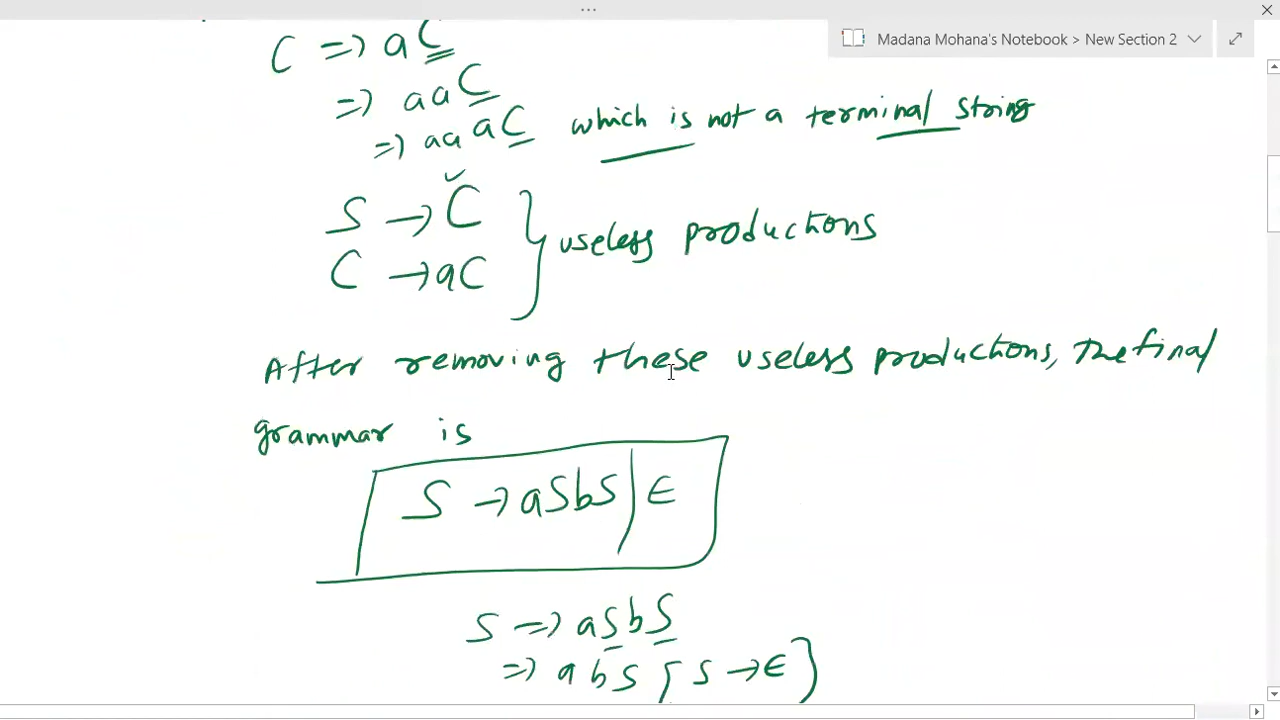 Madana Mohana's Notebook > New Section 2
C => aC
=> aaC
=> aaaC which is not a terminal string
S → C
C → aC } useless productions
After removing these useless productions, the final
grammar is
S → aSbS | ε
S => aSbS
=> abS [S → ε]